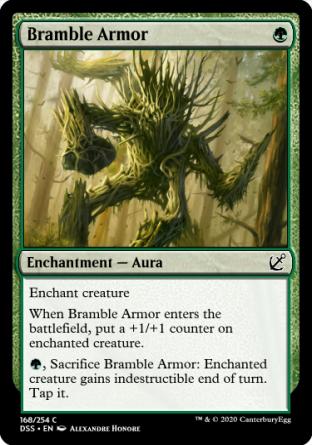 Bramble Armor
Enchantment — Aura
Enchant creature
When Bramble Armor enters the
battlefield, put a +1/+1 counter on
enchanted creature.
, Sacrifice Bramble Armor: Enchanted
creature gains indestructible end of turn.
Tap it.
168/254 C
DSS • EN Alexandre Honore
™ & © 2020 CanterburyEgg